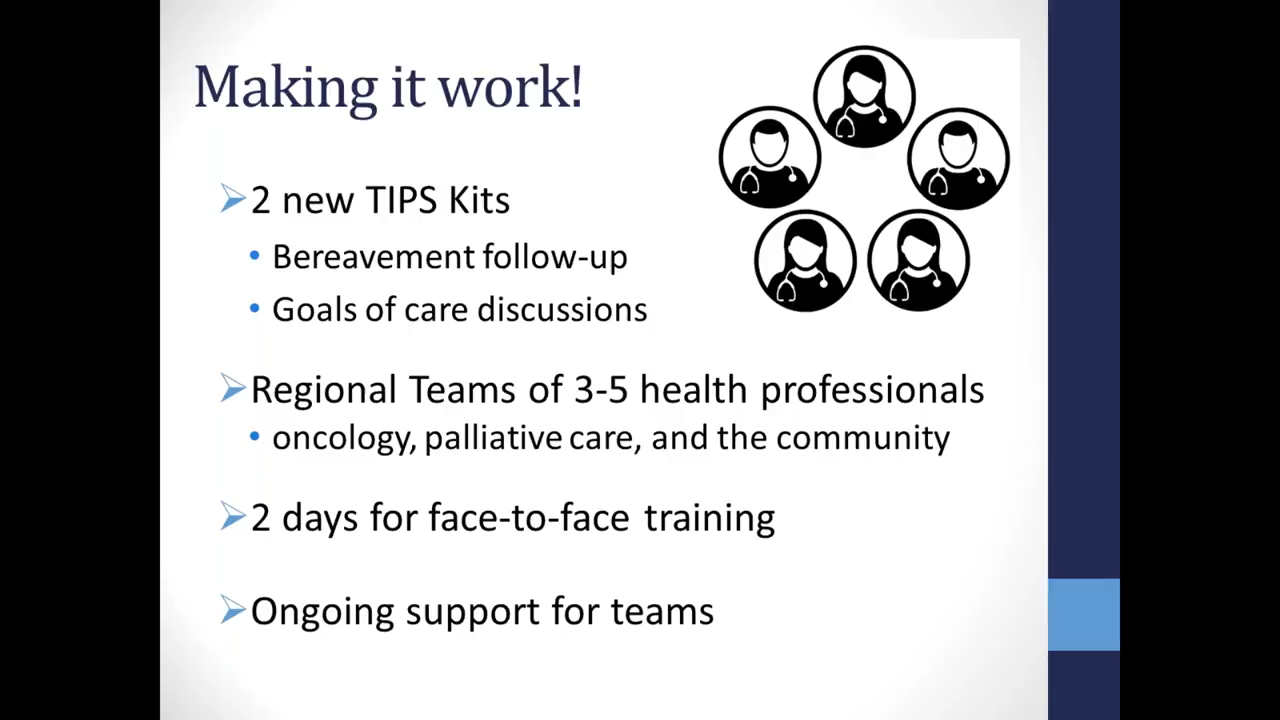 Making it work!
2 new TIPS Kits
Bereavement follow-up
Goals of care discussions
Regional Teams of 3-5 health professionals
oncology, palliative care, and the community
2 days for face-to-face training
Ongoing support for teams